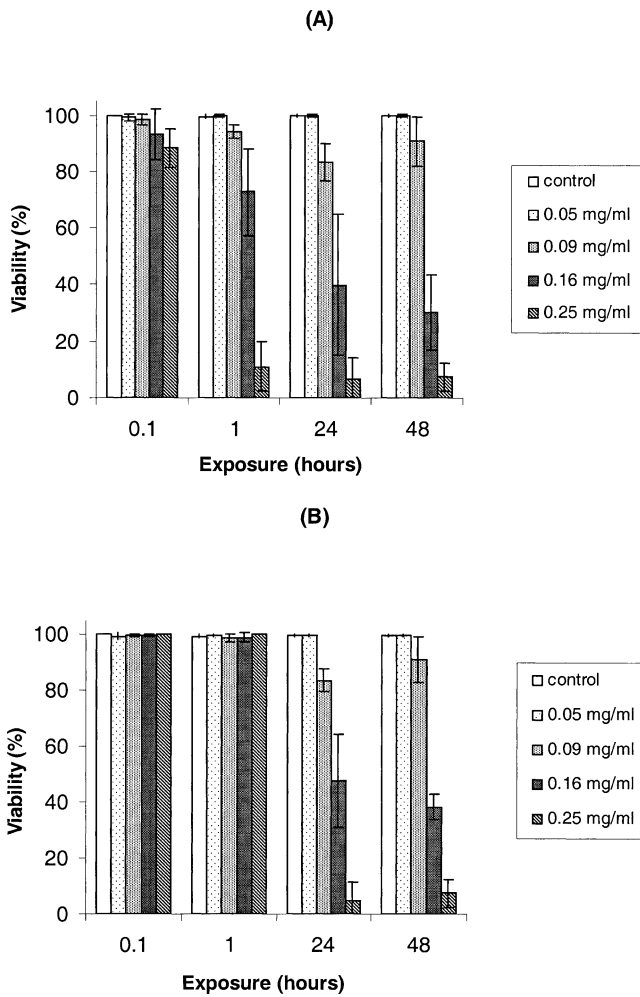 (A)
100
80
60
40
20
0
Viability (%)
0.1 1 24 48
Exposure (hours)
control
0.05 mg/ml
0.09 mg/ml
0.16 mg/ml
0.25 mg/ml
(B)
100
80
60
40
20
0
Viability (%)
0.1 1 24 48
Exposure (hours)
control
0.05 mg/ml
0.09 mg/ml
0.16 mg/ml
0.25 mg/ml